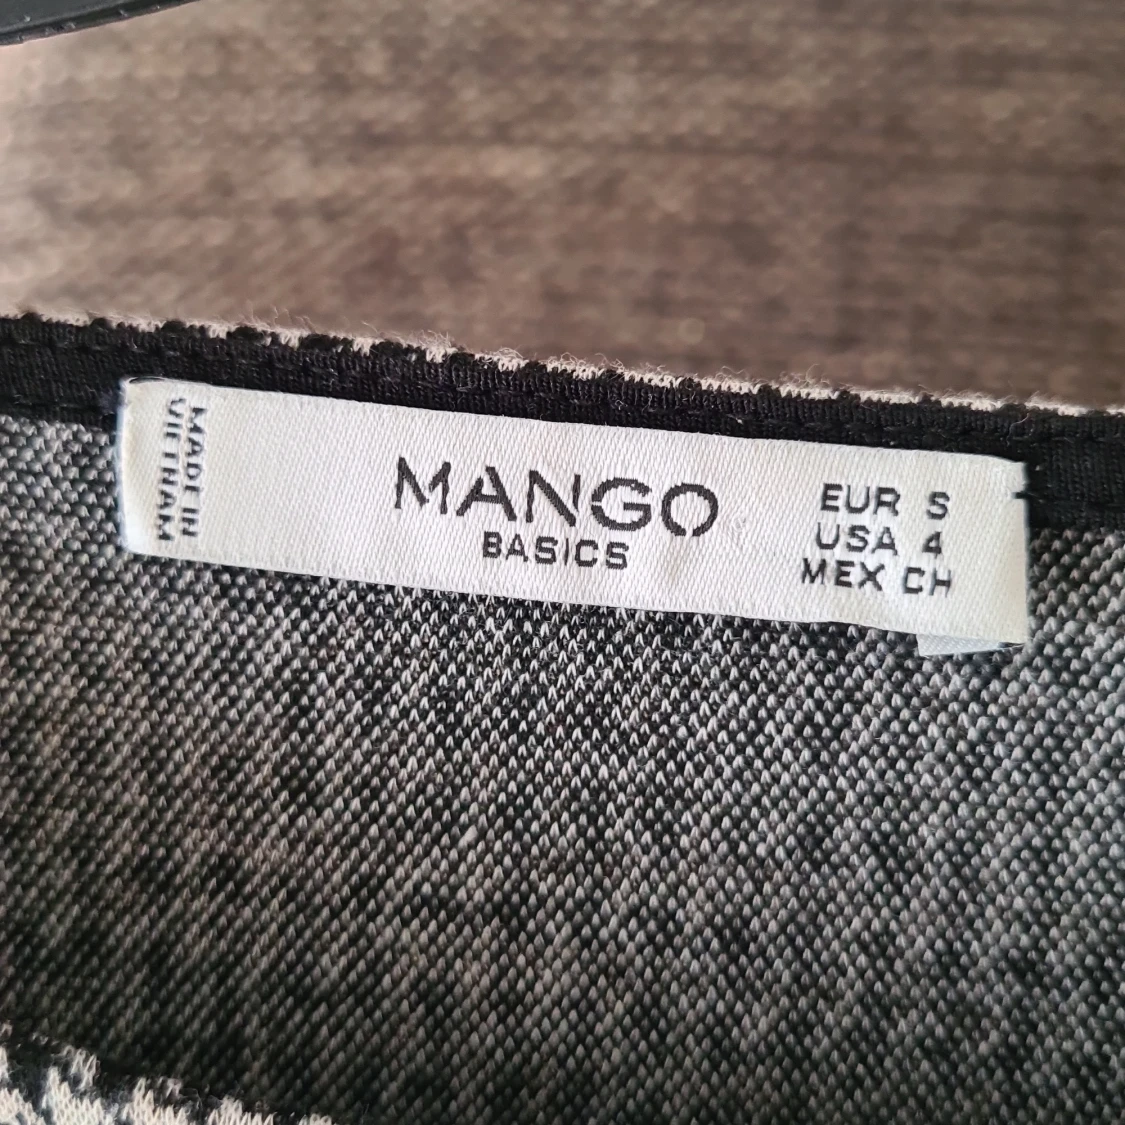 MADE IN
VIETNAM
MANGO
BASICS
EUR S
USA 4
MEX CH